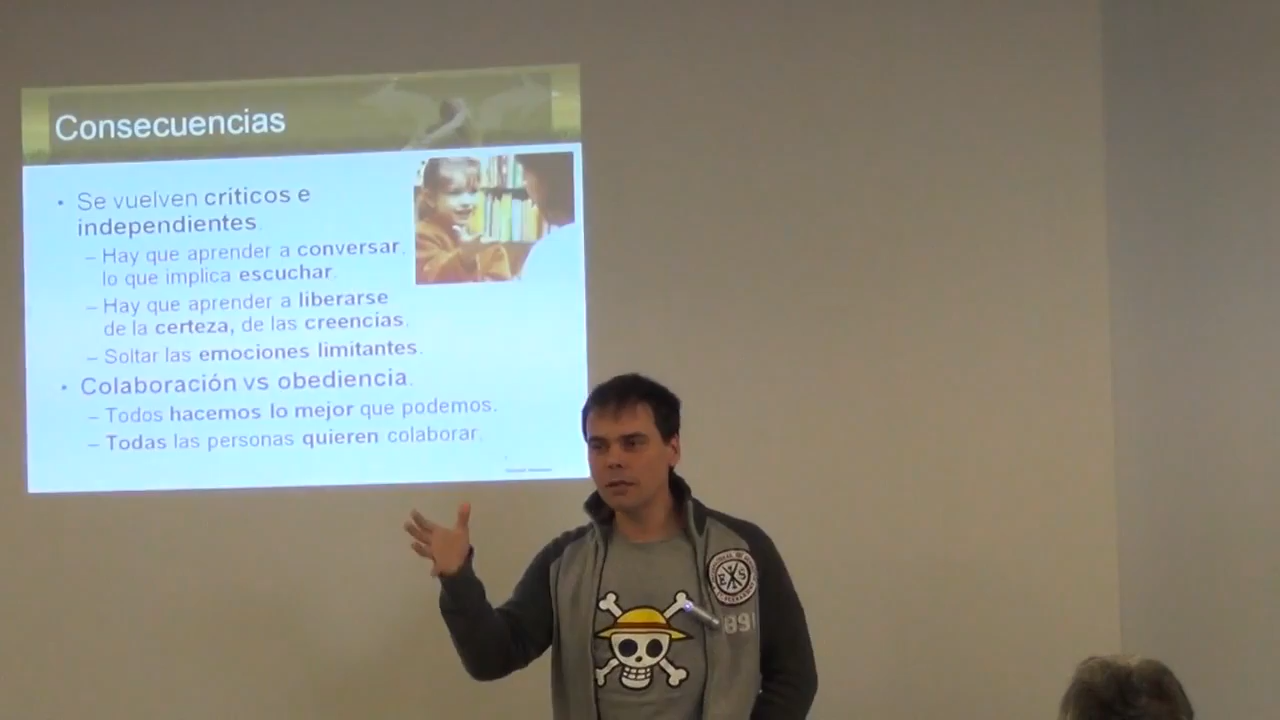 Consecuencias
• Se vuelven criticos e
independientes.
– Hay que aprender a conversar,
lo que implica escuchar.
– Hay que aprender a liberarse
de la certeza, de las creencias.
– Soltar las emociones limitantes.
• Colaboración vs obediencia.
– Todos hacemos lo mejor que podemos.
– Todas las personas quieren colaborar.